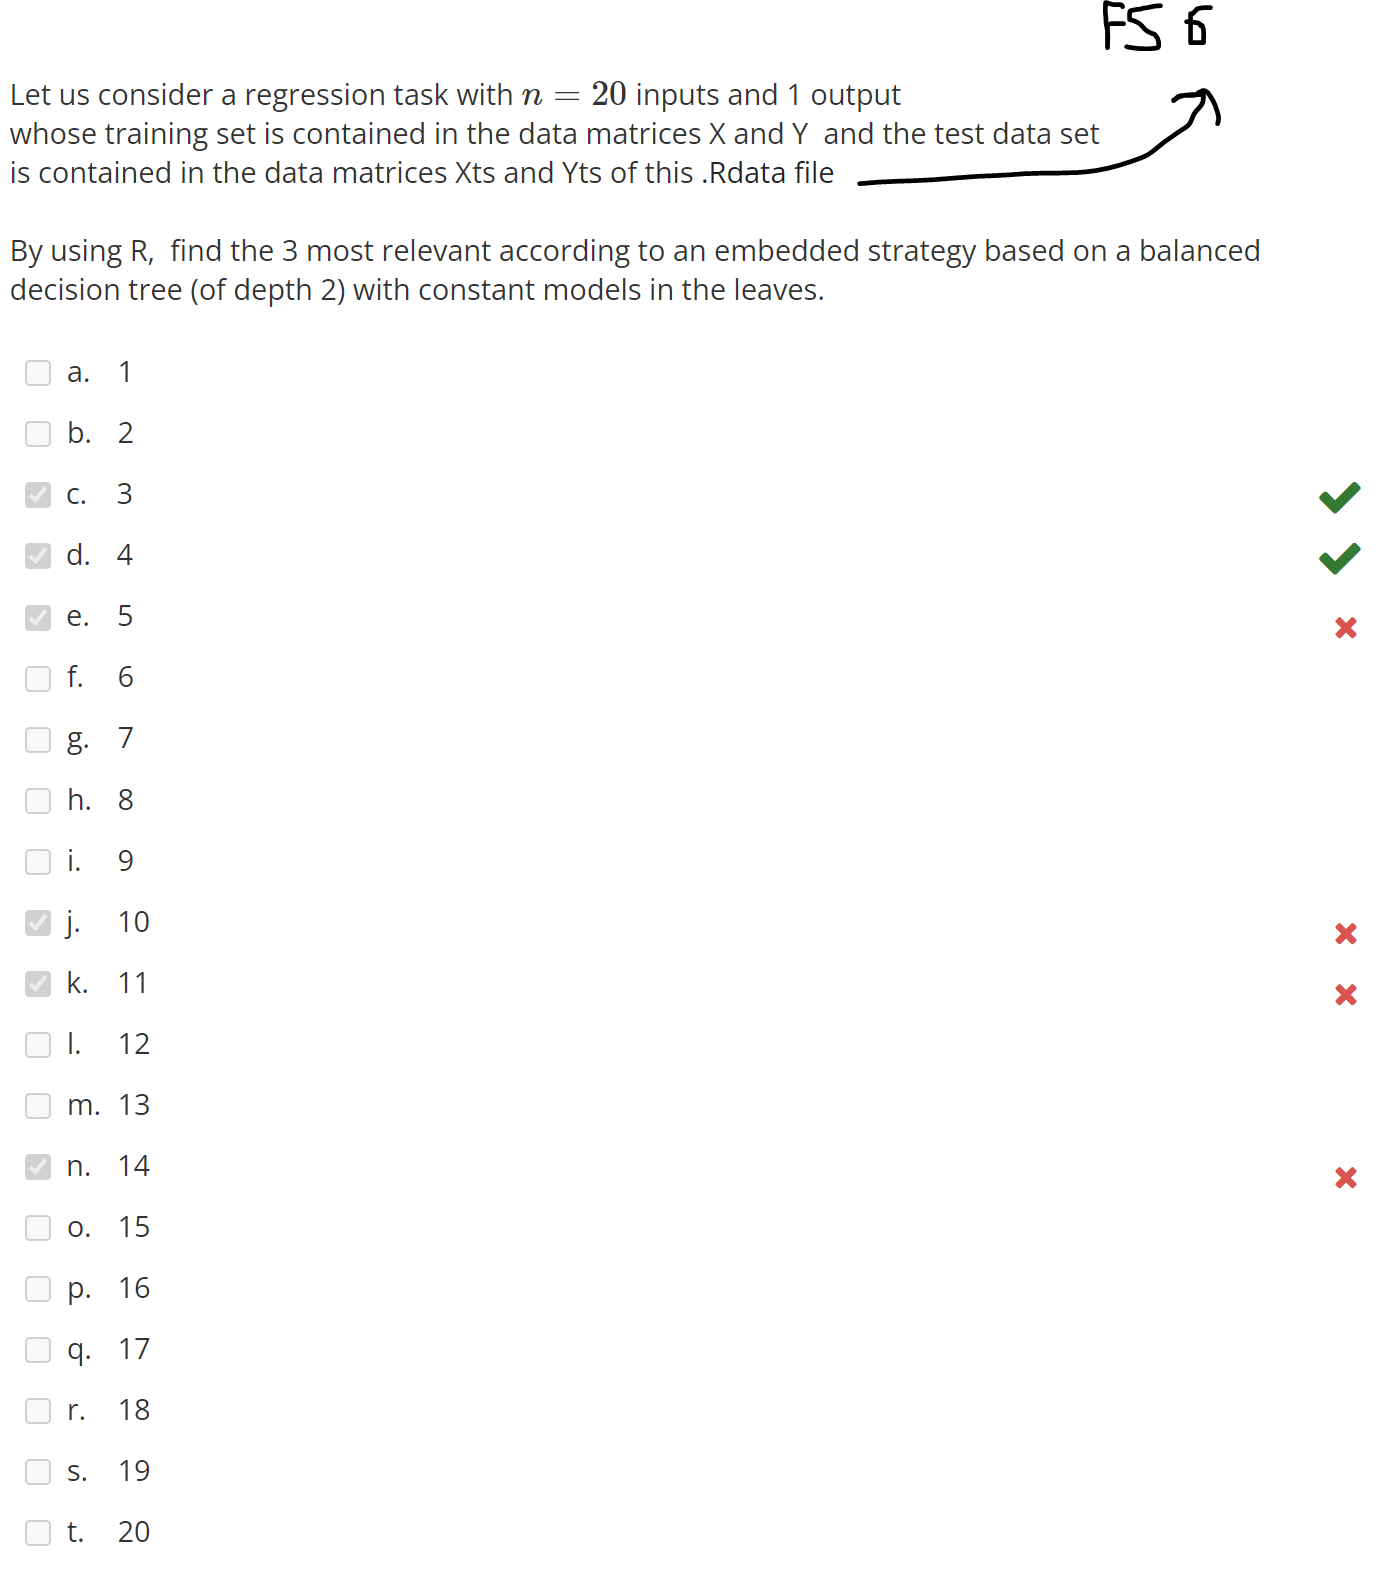 FS 6
Let us consider a regression task with n = 20 inputs and 1 output
whose training set is contained in the data matrices X and Y and the test data set
is contained in the data matrices Xts and Yts of this .Rdata file
By using R, find the 3 most relevant according to an embedded strategy based on a balanced
decision tree (of depth 2) with constant models in the leaves.
a. 1
b. 2
c. 3
d. 4
e. 5
f. 6
g. 7
h. 8
i. 9
j. 10
k. 11
l. 12
m. 13
n. 14
o. 15
p. 16
q. 17
r. 18
s. 19
t. 20